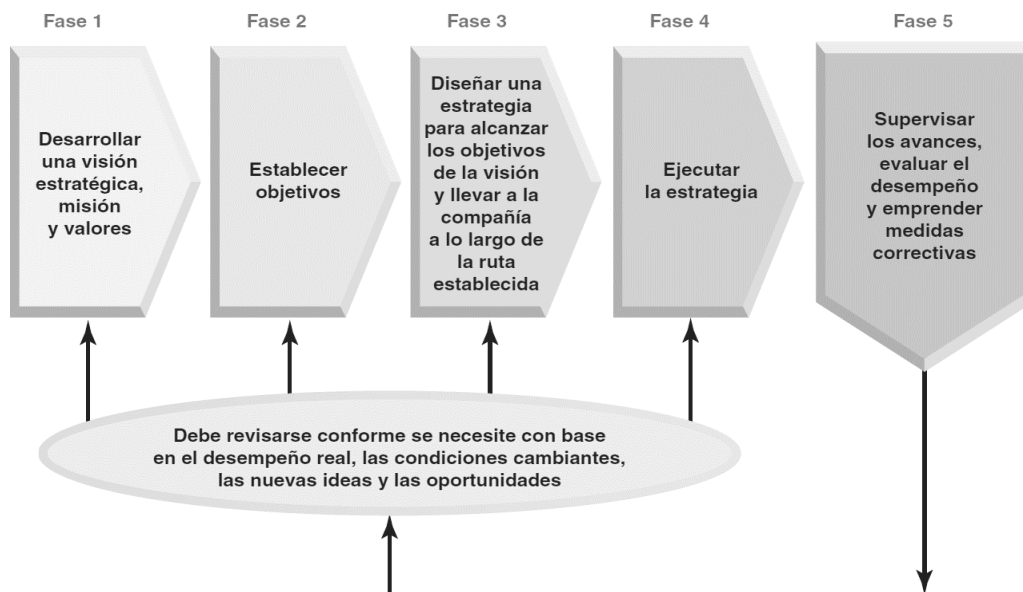 Fase 1
Fase 2
Fase 3
Fase 4
Fase 5
Desarrollar
una visión
estratégica,
misión
y valores
Establecer
objetivos
Diseñar una
estrategia
para alcanzar
los objetivos
de la visión
y llevar a la
compañía
a lo largo de
la ruta
establecida
Ejecutar
la estrategia
Supervisar
los avances,
evaluar el
desempeño
y emprender
medidas
correctivas
Debe revisarse conforme se necesite con base
en el desempeño real, las condiciones cambiantes,
las nuevas ideas y las oportunidades